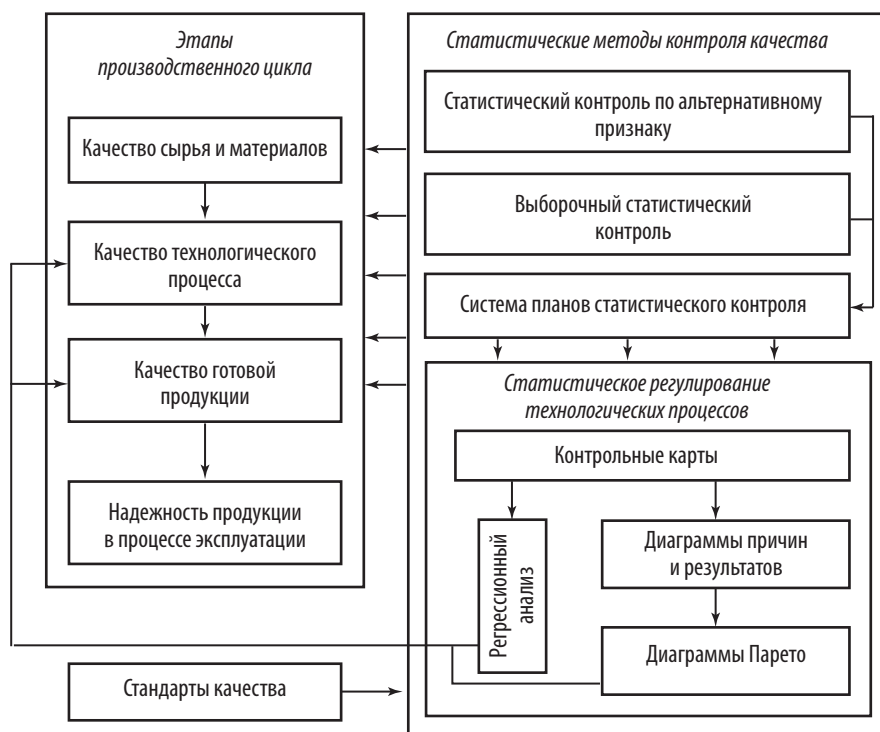 Этапы
производственного цикла
Качество сырья и материалов
Качество технологического
процесса
Качество готовой
продукции
Надежность продукции
в процессе эксплуатации
Стандарты качества
Статистические методы контроля качества
Статистический контроль по альтернативному
признаку
Выборочный статистический
контроль
Система планов статистического контроля
Статистическое регулирование
технологических процессов
Контрольные карты
Регрессионный
анализ
Диаграммы причин
и результатов
Диаграммы Парето